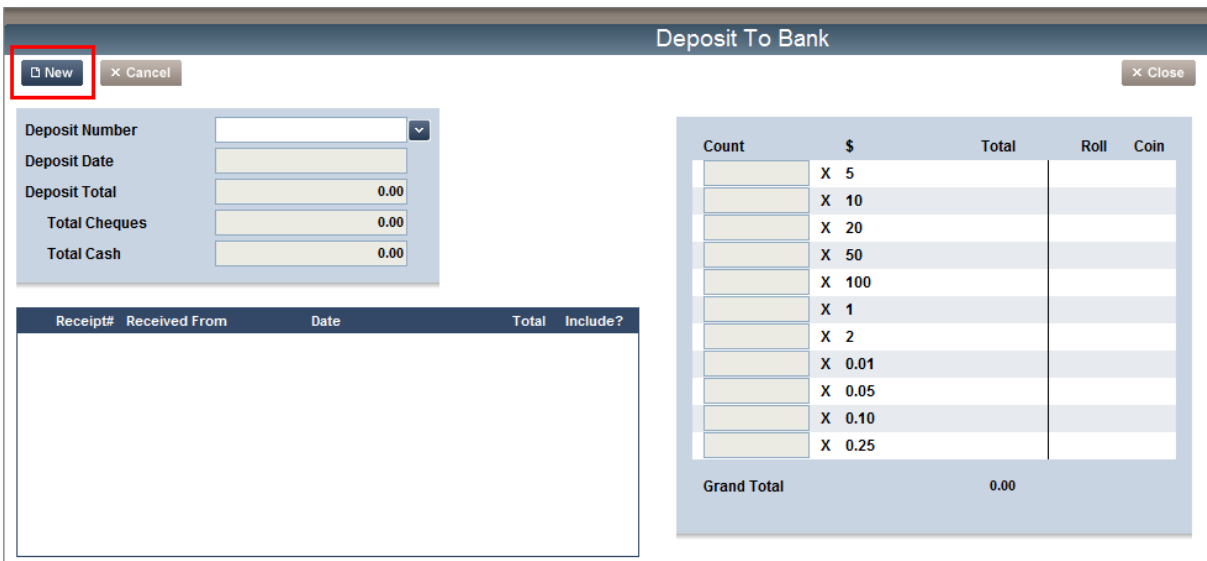 Deposit To Bank
New
Cancel
Close
Deposit Number
Deposit Date
Deposit Total 0.00
Total Cheques 0.00
Total Cash 0.00
Receipt# Received From Date Total Include?
Count $ Total Roll Coin
X 5
X 10
X 20
X 50
X 100
X 1
X 2
X 0.01
X 0.05
X 0.10
X 0.25
Grand Total 0.00